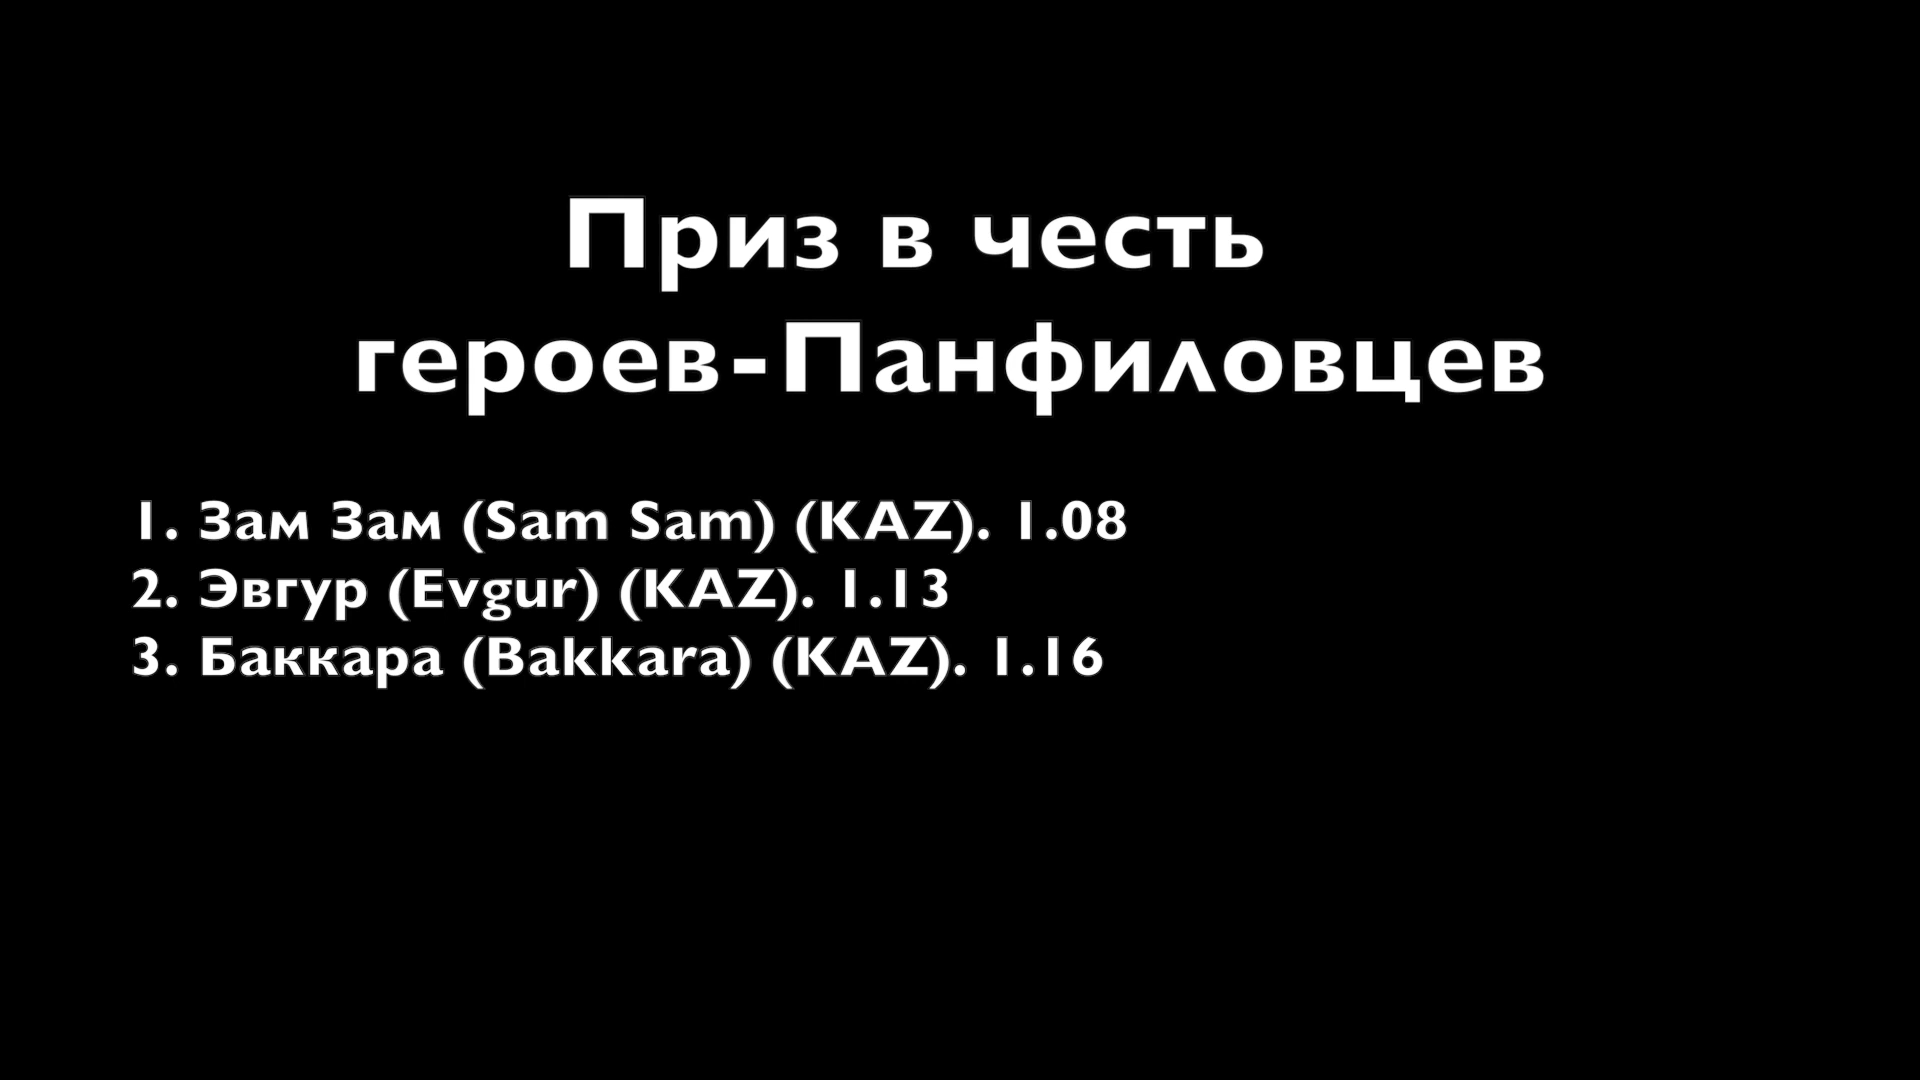 Приз в честь
героев-Панфиловцев
1. Зам Зам (Sam Sam) (KAZ). 1.08
2. Эвгур (Evgur) (KAZ). 1.13
3. Баккара (Bakkara) (KAZ). 1.16